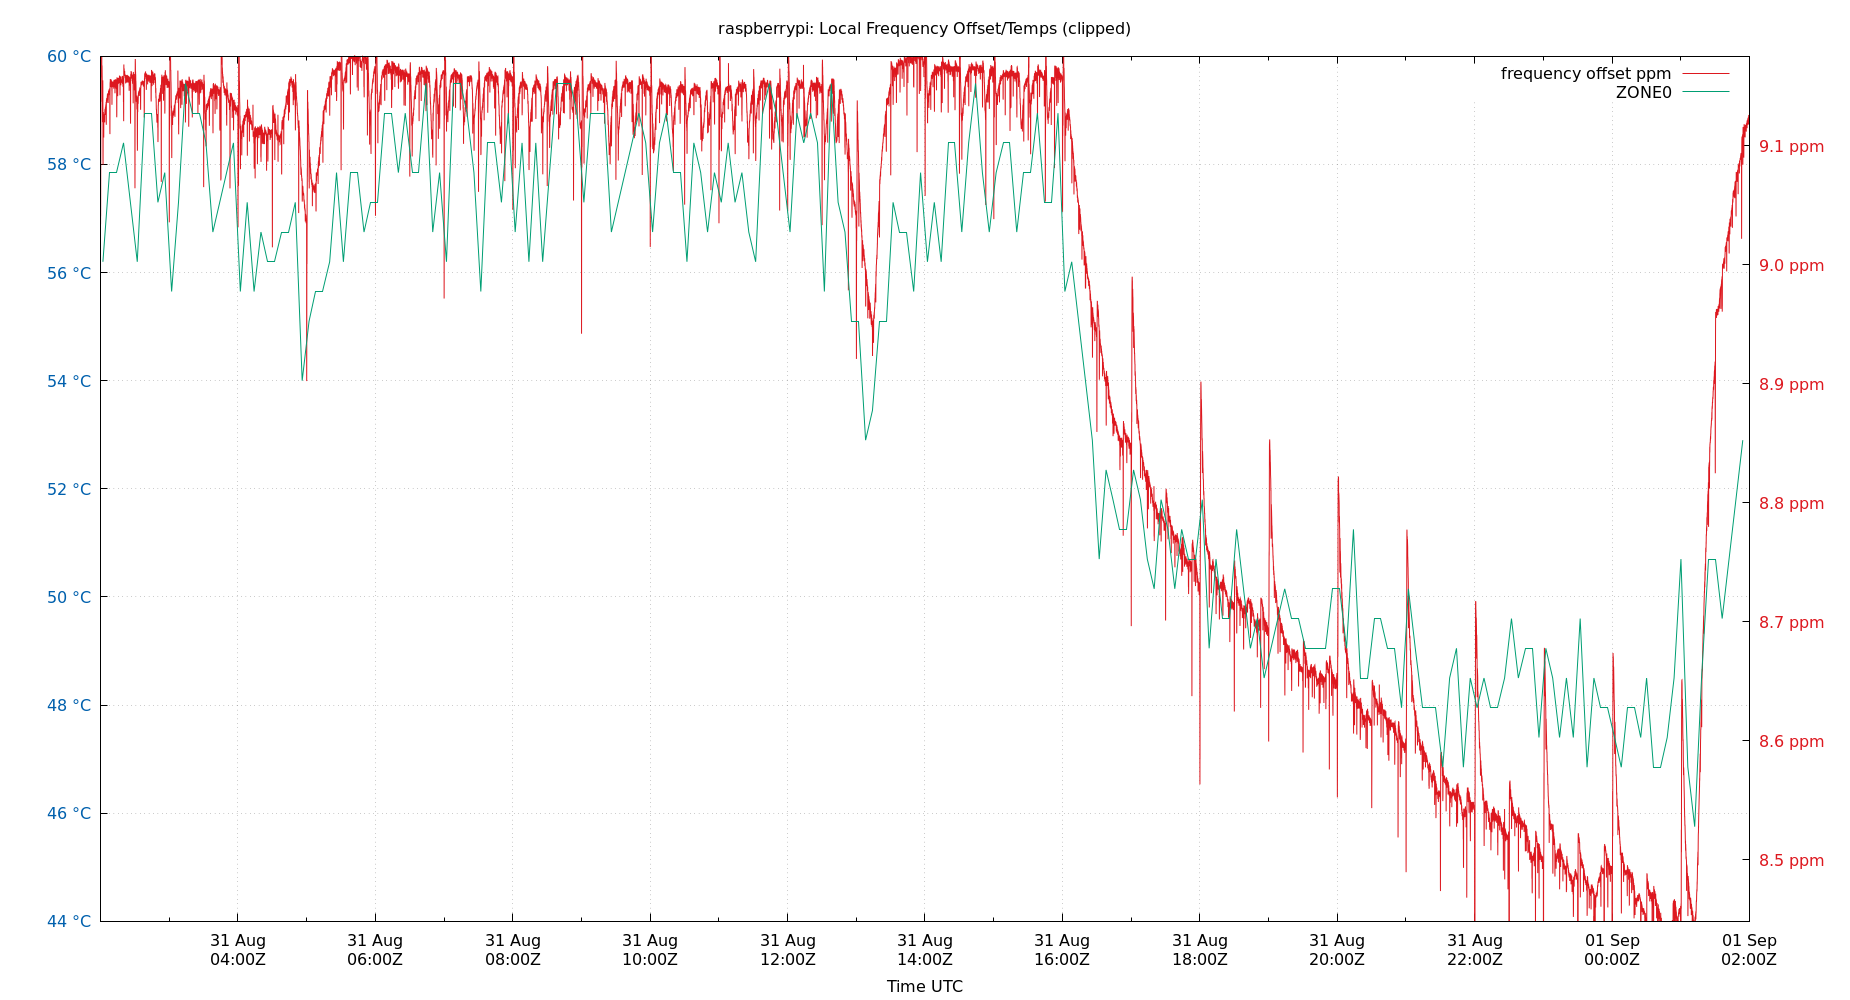 raspberrypi: Local Frequency Offset/Temps (clipped)
60 °C
58 °C
56 °C
54 °C
52 °C
50 °C
48 °C
46 °C
44 °C
frequency offset ppm
ZONE0
9.1 ppm
9.0 ppm
8.9 ppm
8.8 ppm
8.7 ppm
8.6 ppm
8.5 ppm
31 Aug 31 Aug 31 Aug 31 Aug 31 Aug 31 Aug 31 Aug 31 Aug 31 Aug 31 Aug 01 Sep 01 Sep
04:00Z 06:00Z 08:00Z 10:00Z 12:00Z 14:00Z 16:00Z 18:00Z 20:00Z 22:00Z 00:00Z 02:00Z
Time UTC